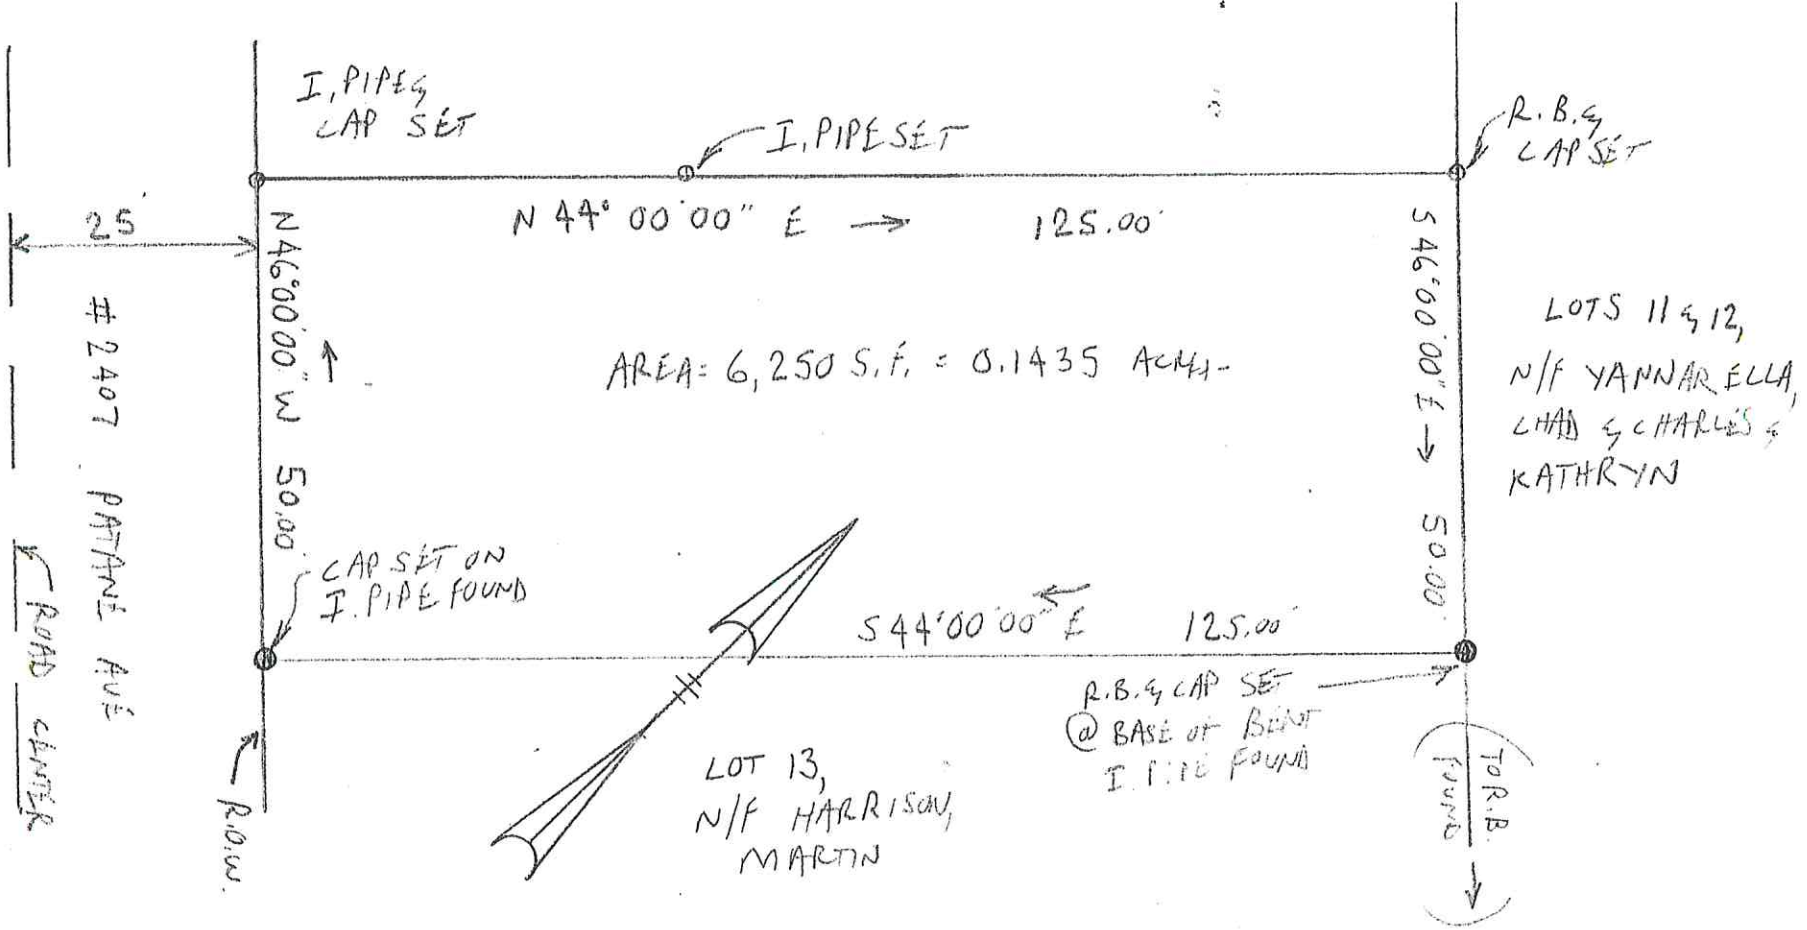 I, PIPE &
CAP SET
I, PIPE SET
R. B. &
CAP SET
25'
N 44° 00' 00" E → 125.00'
N46°00'00" W 50.00'
S 46°00'00" E → 50.00'
# 2407 PATANE AVE
AREA= 6,250 S.F. = 0.1435 ACRES
LOTS 11 & 12,
N/F YANNARELLA,
CHAD & CHARLES &
KATHRYN
CAP SET ON
I. PIPE FOUND
S44°00'00" E 125.00'
R.B. & CAP SET
@ BASE OF BENT
I. PIPE FOUND
ROAD CENTER
R.O.W.
LOT 13,
N/F HARRISON,
MARTIN
(TO R.B.
FOUND →)